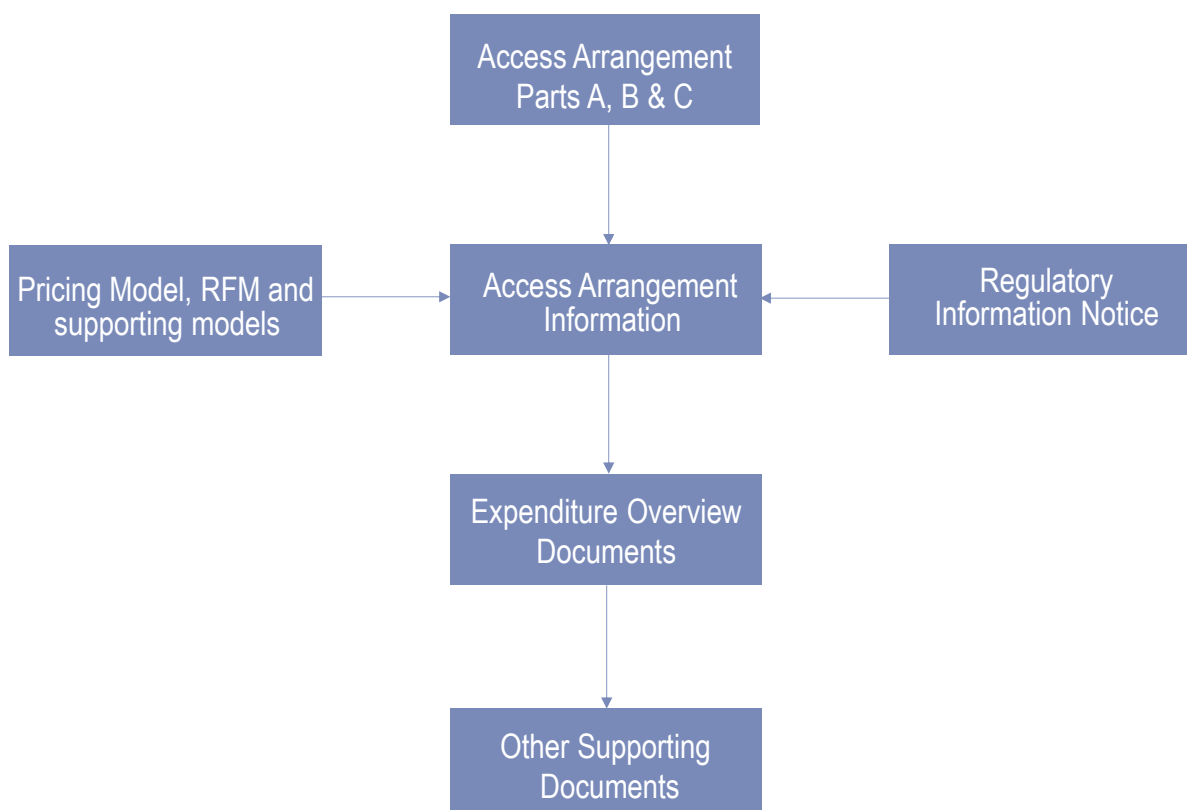 Access Arrangement
Parts A, B & C
Pricing Model, RFM and
supporting models
Access Arrangement
Information
Regulatory
Information Notice
Expenditure Overview
Documents
Other Supporting
Documents